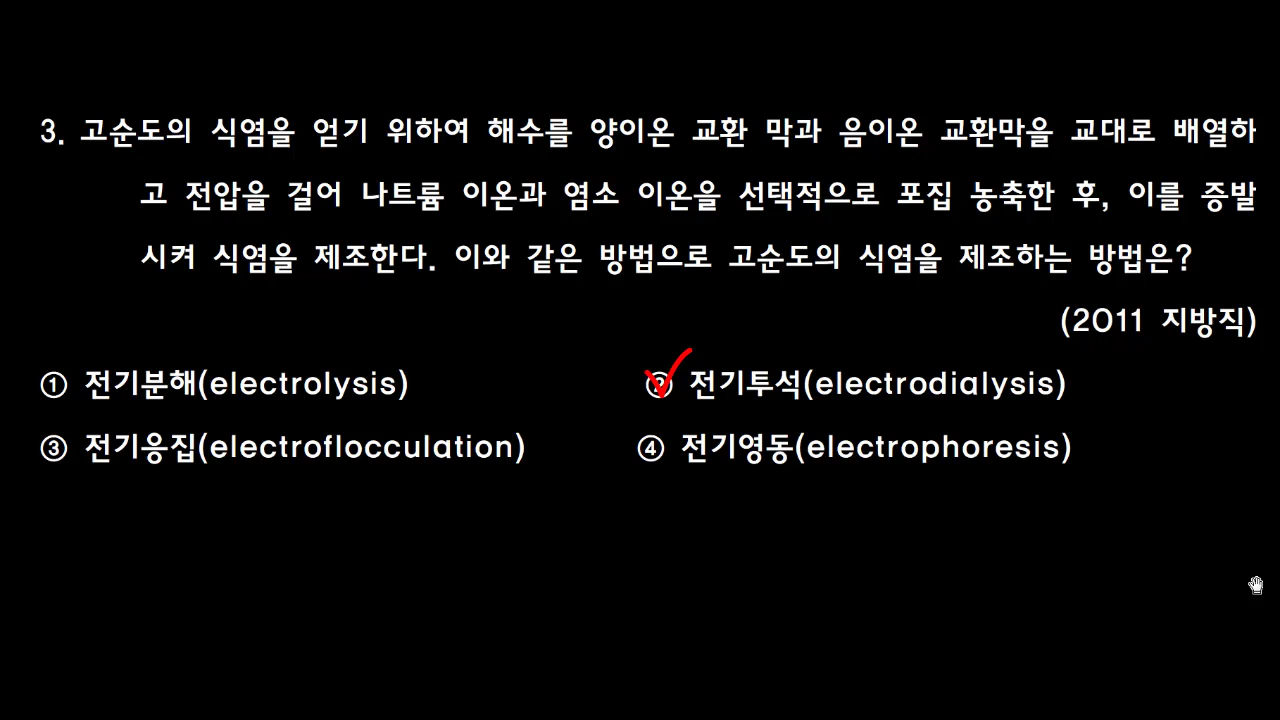 3. 고순도의 식염을 얻기 위하여 해수를 양이온 교환 막과 음이온 교환막을 교대로 배열하
고 전압을 걸어 나트륨 이온과 염소 이온을 선택적으로 포집 농축한 후, 이를 증발
시켜 식염을 제조한다. 이와 같은 방법으로 고순도의 식염을 제조하는 방법은?
(2011 지방직)
① 전기분해(electrolysis) ② 전기투석(electrodialysis)
③ 전기응집(electroflocculation) ④ 전기영동(electrophoresis)